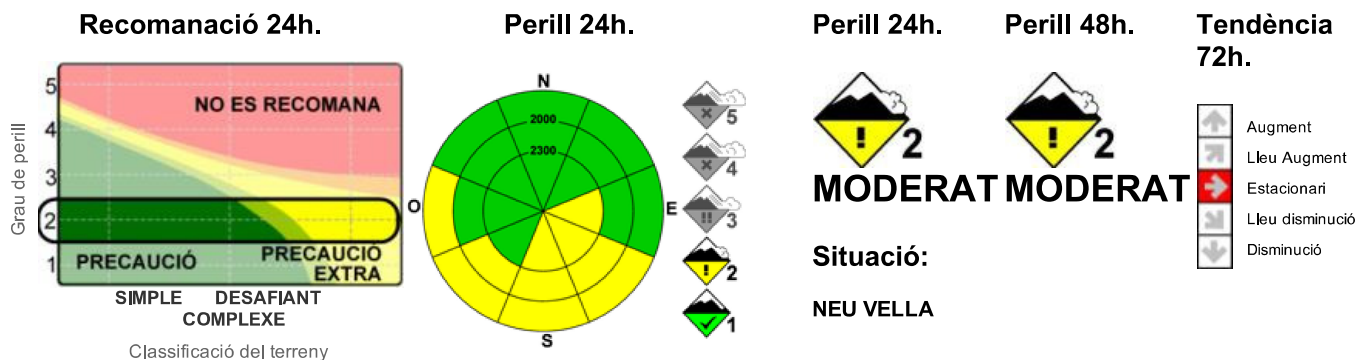 Recomanació 24h.
Perill 24h.
Perill 24h.
Perill 48h.
Tendència
72h.
Grau de perill
5
4
3
2
1
NO ES RECOMANA
PRECAUCIÓ
PRECAUCIÓ
EXTRA
SIMPLE
DESAFIANT
COMPLEXE
Classificació del terreny
N
2000
2300
O
E
S
5
4
!! 3
! 2
1
! 2
MODERAT
! 2
MODERAT
Situació:
NEU VELLA
Augment
Lleu Augment
Estacionari
Lleu disminució
Disminució